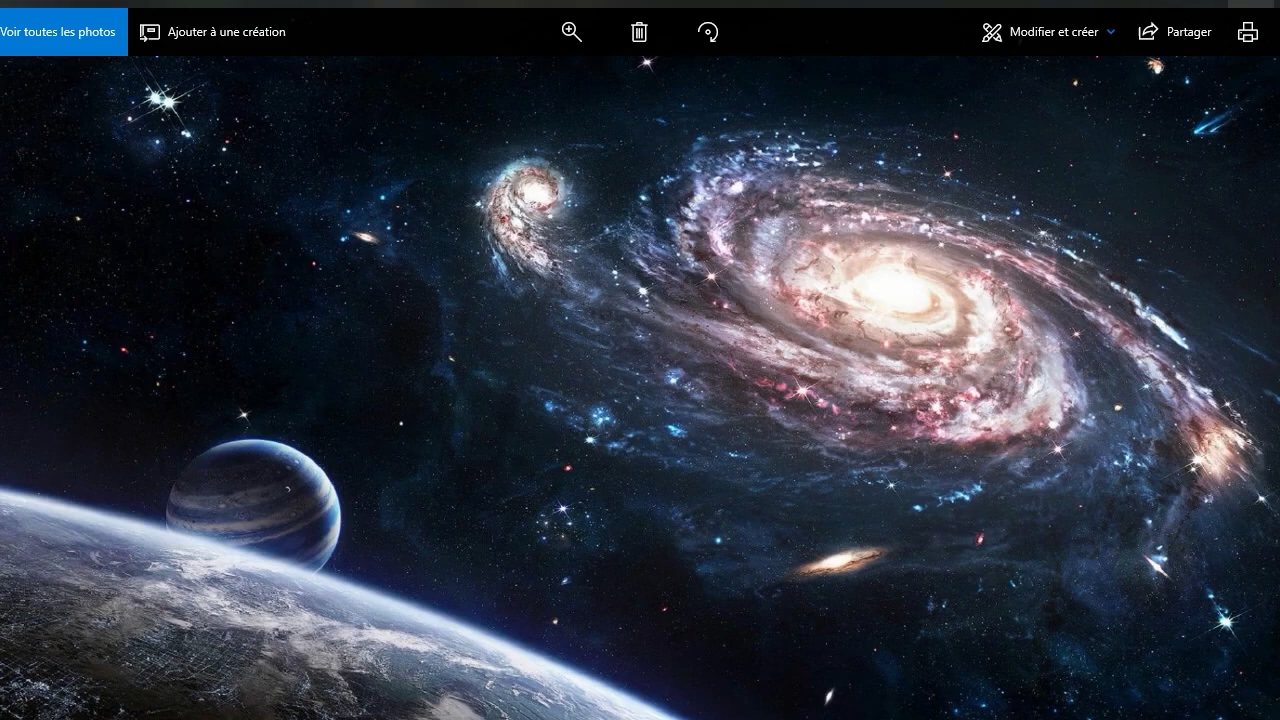 Voir toutes les photos
Ajouter à une création
Modifier et créer
Partager